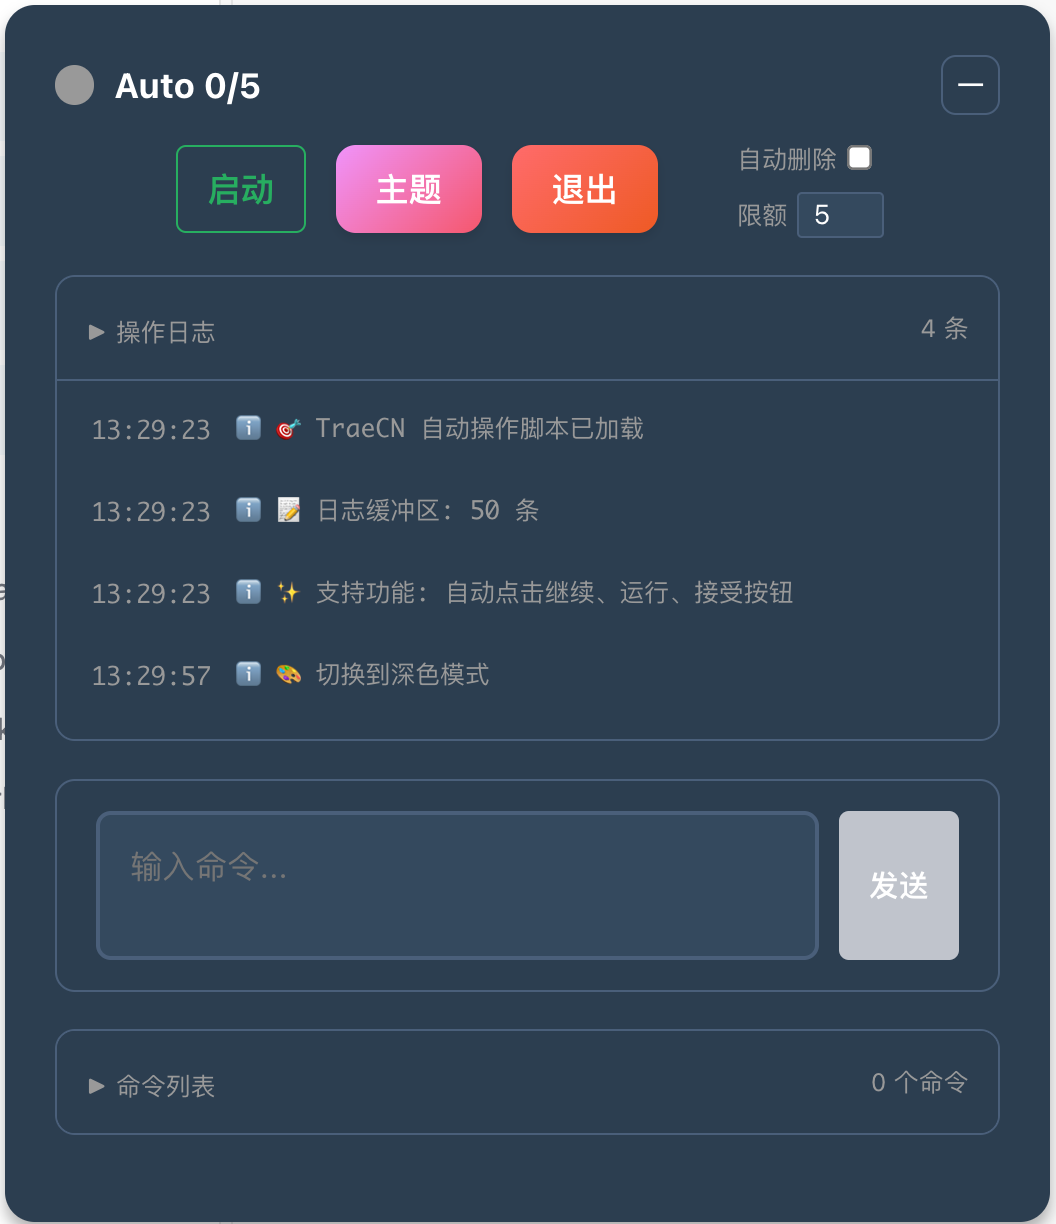 Auto 0/5
启动 主题 退出 自动删除
限额 5
▶ 操作日志 4 条
13:29:23 ℹ️ 🎯 TraeCN 自动操作脚本已加载
13:29:23 ℹ️ 📝 日志缓冲区: 50 条
13:29:23 ℹ️ ✨ 支持功能: 自动点击继续、运行、接受按钮
13:29:57 ℹ️ 🎨 切换到深色模式
输入命令...
发送
▶ 命令列表 0 个命令